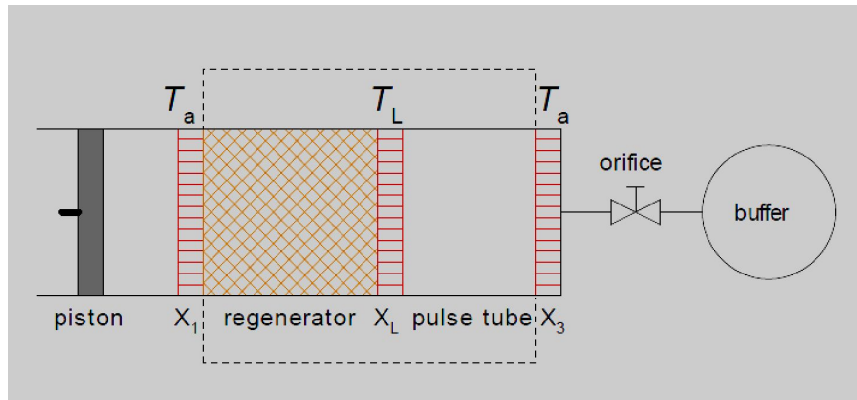 Ta TL Ta
orifice
buffer
piston X1 regenerator XL pulse tube X3